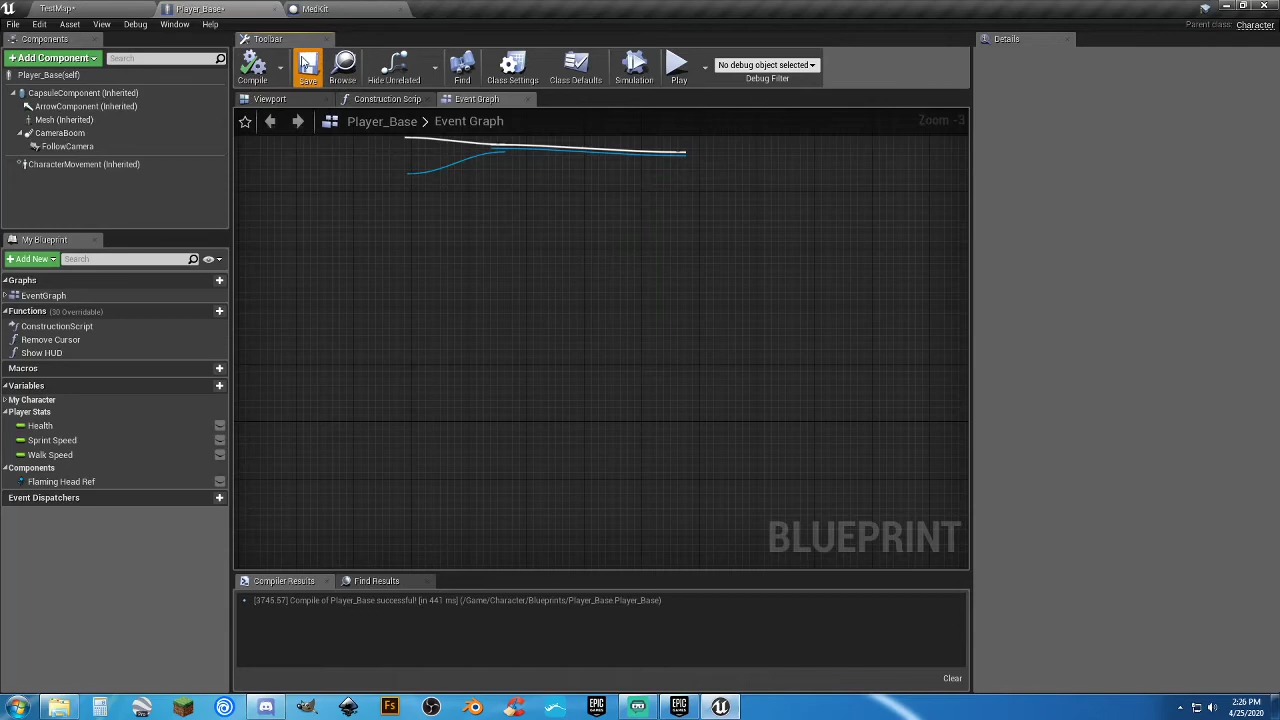 TestMap*
Player_Base*
MedKit
File
Edit
Asset
View
Debug
Window
Help
Parent class: Character
Components
Toolbar
Details
+Add Component
Search
Player_Base(self)
CapsuleComponent (Inherited)
ArrowComponent (Inherited)
Mesh (Inherited)
CameraBoom
FollowCamera
CharacterMovement (Inherited)
Compile
Save
Browse
Hide Unrelated
Find
Class Settings
Class Defaults
Simulation
Play
No debug object selected
Debug Filter
Viewport
Construction Scrip
Event Graph
Player_Base > Event Graph
Zoom -3
My Blueprint
+Add New
Search
Graphs
EventGraph
Functions (30 Overridable)
ConstructionScript
Remove Cursor
Show HUD
Macros
Variables
My Character
Player Stats
Health
Sprint Speed
Walk Speed
Components
Flaming Head Ref
Event Dispatchers
BLUEPRINT
Compiler Results
Find Results
[3745.57] Compile of Player_Base successful! [in 441 ms] (/Game/Character/Blueprints/Player_Base.Player_Base)
Clear
Pro
Fs
EPIC GAMES
EPIC GAMES
2:26 PM
4/25/2020